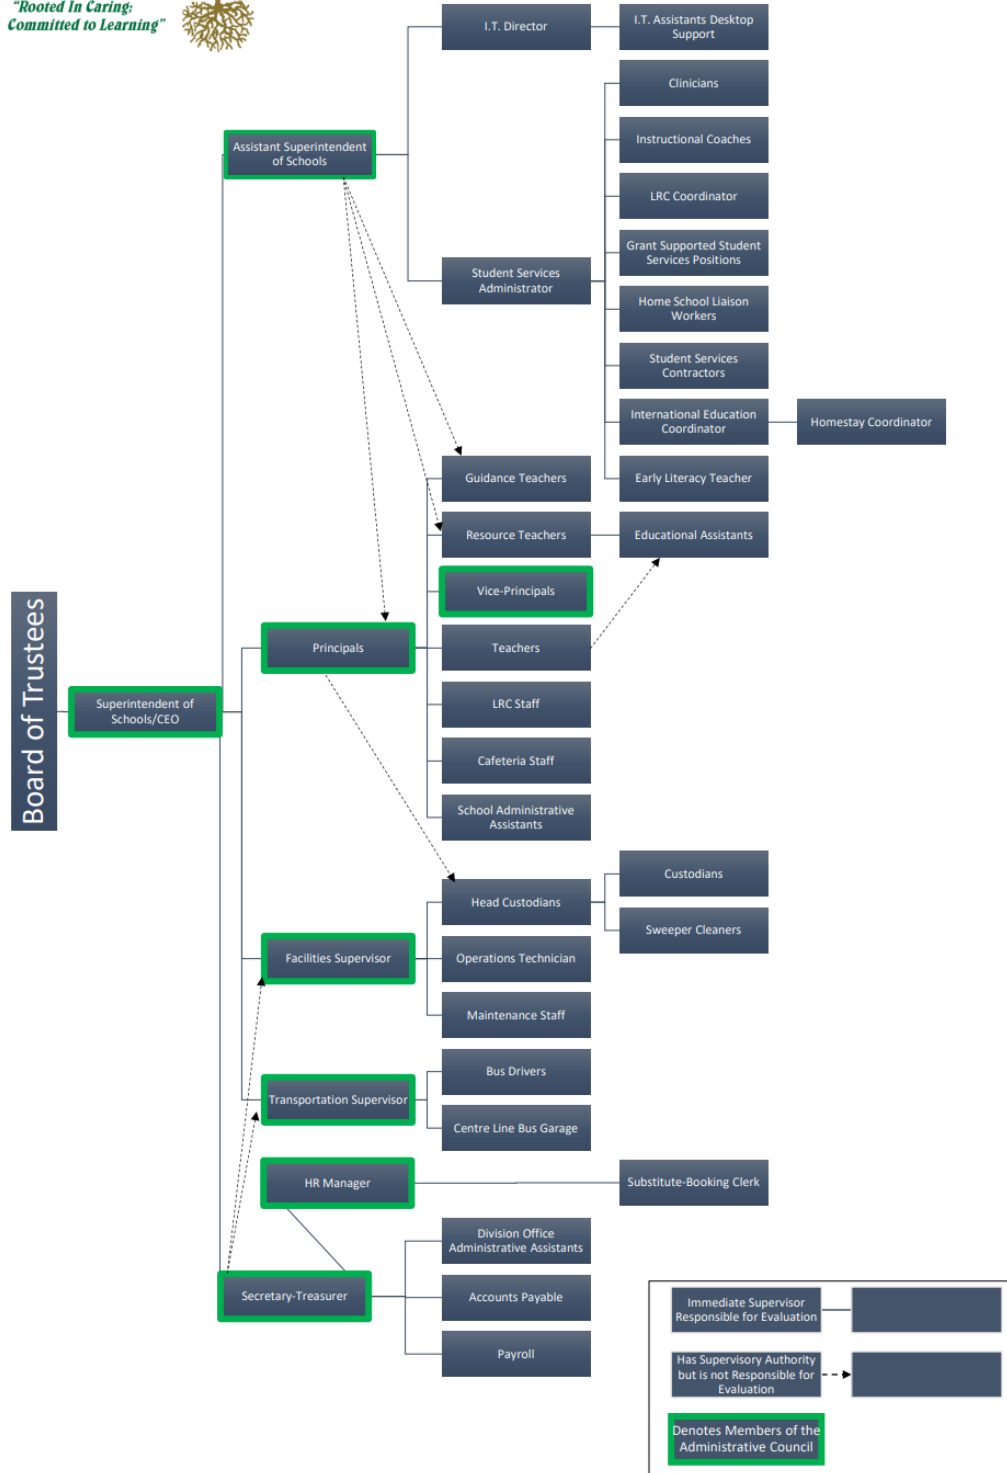 "Rooted In Caring;
Committed to Learning"
I.T. Director
I.T. Assistants Desktop
Support
Clinicians
Assistant Superintendent
of Schools
Instructional Coaches
LRC Coordinator
Grant Supported Student
Services Positions
Student Services
Administrator
Home School Liaison
Workers
Student Services
Contractors
International Education
Coordinator
Homestay Coordinator
Guidance Teachers
Early Literacy Teacher
Resource Teachers
Educational Assistants
Vice-Principals
Board of Trustees
Superintendent of
Schools/CEO
Principals
Teachers
LRC Staff
Cafeteria Staff
School Administrative
Assistants
Head Custodians
Custodians
Sweeper Cleaners
Facilities Supervisor
Operations Technician
Maintenance Staff
Transportation Supervisor
Bus Drivers
Centre Line Bus Garage
HR Manager
Substitute-Booking Clerk
Secretary-Treasurer
Division Office
Administrative Assistants
Accounts Payable
Payroll
Immediate Supervisor
Responsible for Evaluation
Has Supervisory Authority
but is not Responsible for
Evaluation
Denotes Members of the
Administrative Council